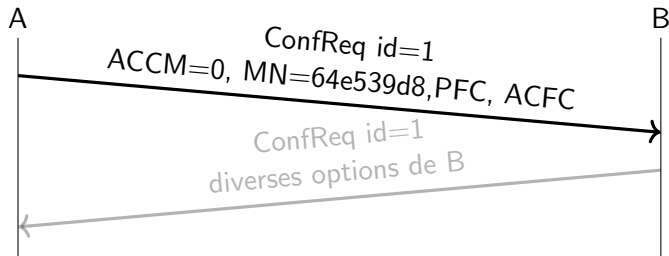 A
B
ConfReq id=1
ACCM=0, MN=64e539d8,PFC, ACFC
ConfReq id=1
diverses options de B